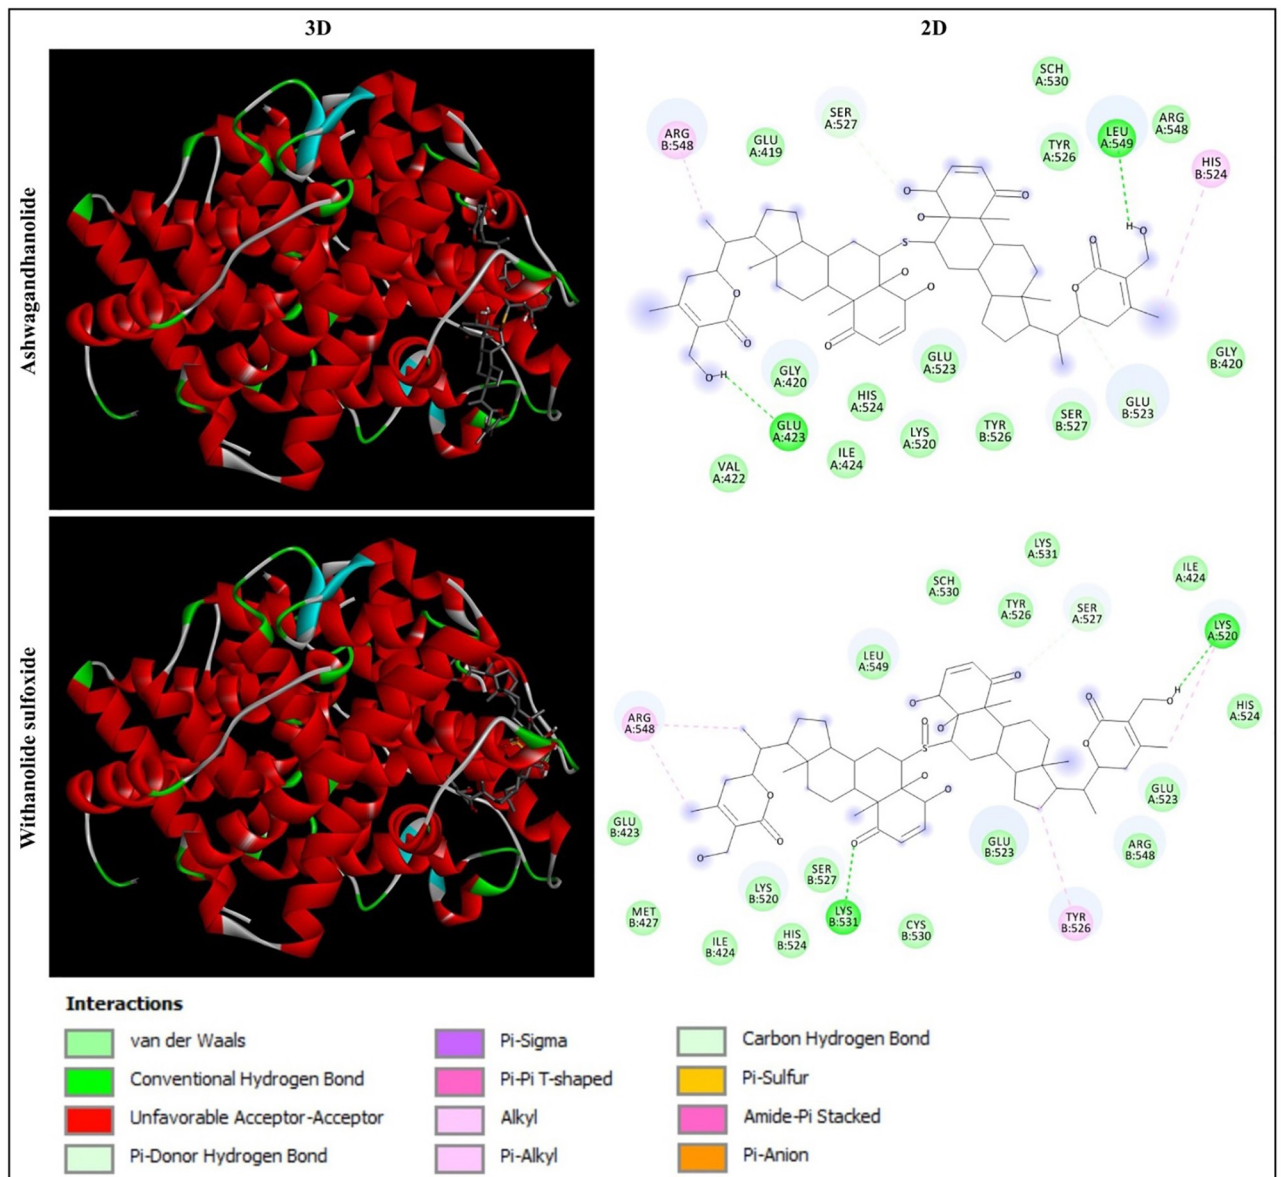 3D
2D
Ashwagandhanolide
SCH
A:530
SER
A:527
ARG
B:548
GLU
A:419
LEU
A:549
ARG
A:548
TYR
A:526
HIS
B:524
O
O
O
S
O
H
O
O
O
O
O
O
O
O
O
H
GLY
A:420
GLU
A:523
GLY
B:420
HIS
A:524
GLU
B:523
GLU
A:423
LYS
A:520
TYR
B:526
SER
B:527
ILE
A:424
VAL
A:422
Withanolide sulfoxide
LYS
A:531
SCH
A:530
TYR
A:526
SER
A:527
ILE
A:424
LYS
A:520
LEU
A:549
HIS
A:524
ARG
A:548
O
O
O
O
S
H
O
O
O
O
O
O
O
O
O
GLU
A:523
GLU
B:423
GLU
B:523
ARG
B:548
SER
B:527
LYS
B:520
LYS
B:531
MET
B:427
ILE
B:424
HIS
B:524
CYS
B:530
TYR
B:526
Interactions
van der Waals
Conventional Hydrogen Bond
Unfavorable Acceptor-Acceptor
Pi-Donor Hydrogen Bond
Pi-Sigma
Pi-Pi T-shaped
Alkyl
Pi-Alkyl
Carbon Hydrogen Bond
Pi-Sulfur
Amide-Pi Stacked
Pi-Anion